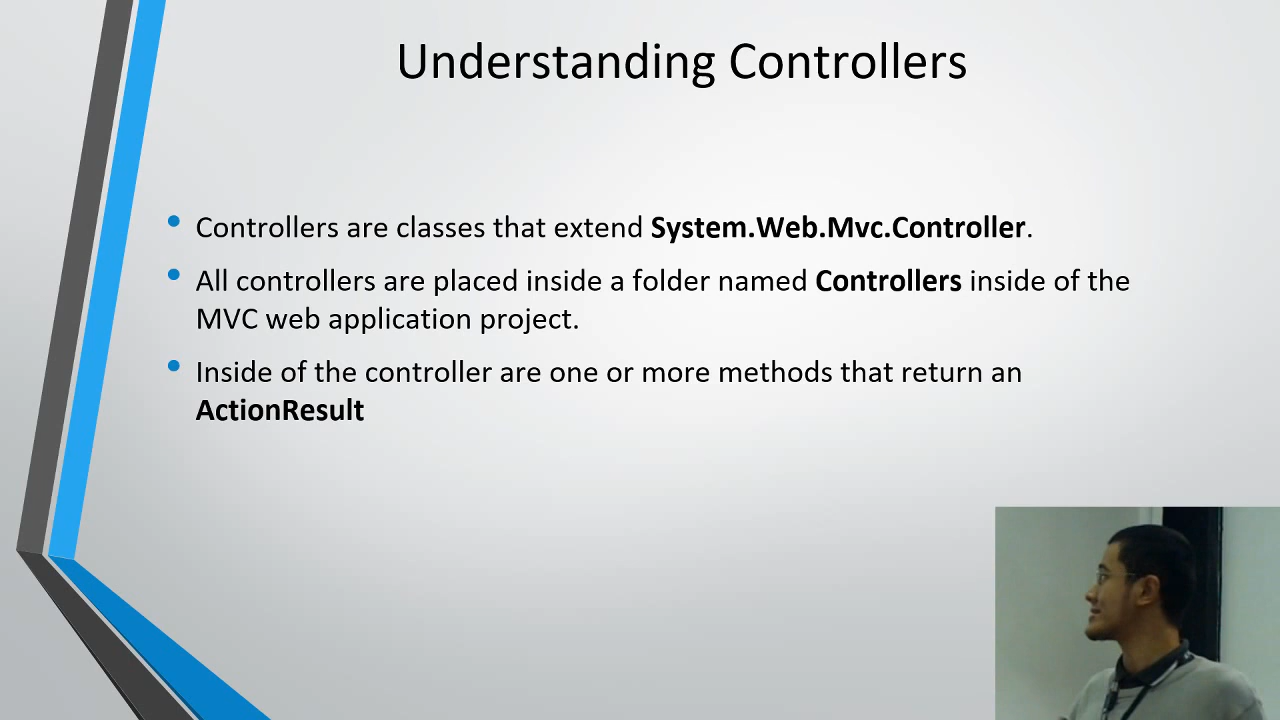 Understanding Controllers
• Controllers are classes that extend System.Web.Mvc.Controller.
• All controllers are placed inside a folder named Controllers inside of the
MVC web application project.
• Inside of the controller are one or more methods that return an
ActionResult